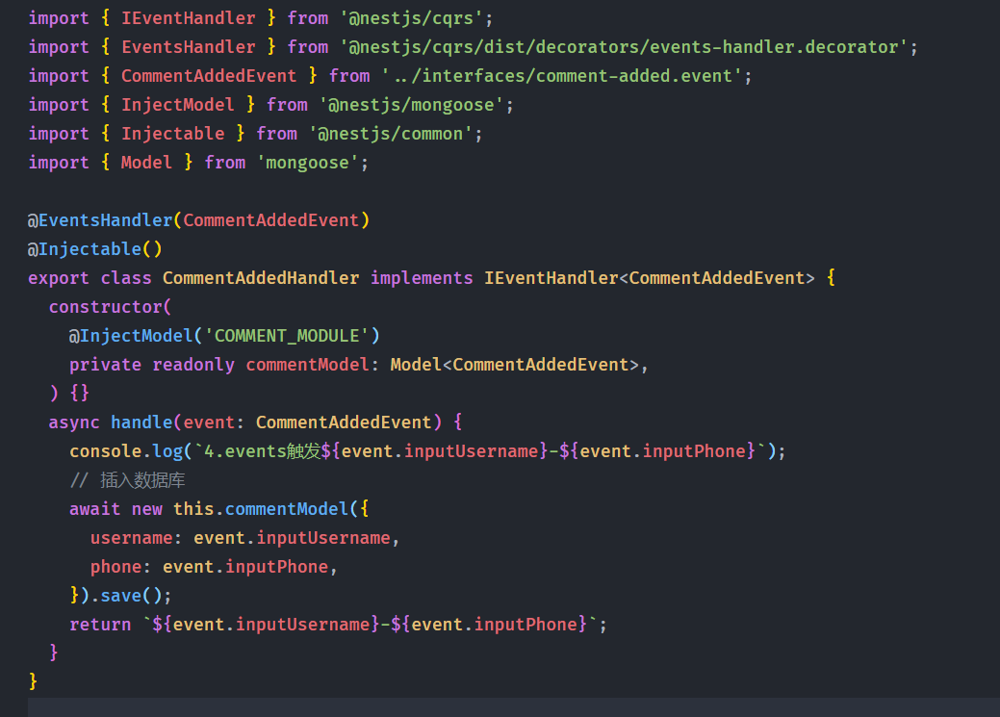 import { IEventHandler } from '@nestjs/cqrs';
import { EventsHandler } from '@nestjs/cqrs/dist/decorators/events-handler.decorator';
import { CommentAddedEvent } from '../interfaces/comment-added.event';
import { InjectModel } from '@nestjs/mongoose';
import { Injectable } from '@nestjs/common';
import { Model } from 'mongoose';

@EventsHandler(CommentAddedEvent)
@Injectable()
export class CommentAddedHandler implements IEventHandler<CommentAddedEvent> {
  constructor(
    @InjectModel('COMMENT_MODULE')
    private readonly commentModel: Model<CommentAddedEvent>,
  ) {}
  async handle(event: CommentAddedEvent) {
    console.log(`4.events触发${event.inputUsername}-${event.inputPhone}`);
    // 插入数据库
    await new this.commentModel({
      username: event.inputUsername,
      phone: event.inputPhone,
    }).save();
    return `${event.inputUsername}-${event.inputPhone}`;
  }
}